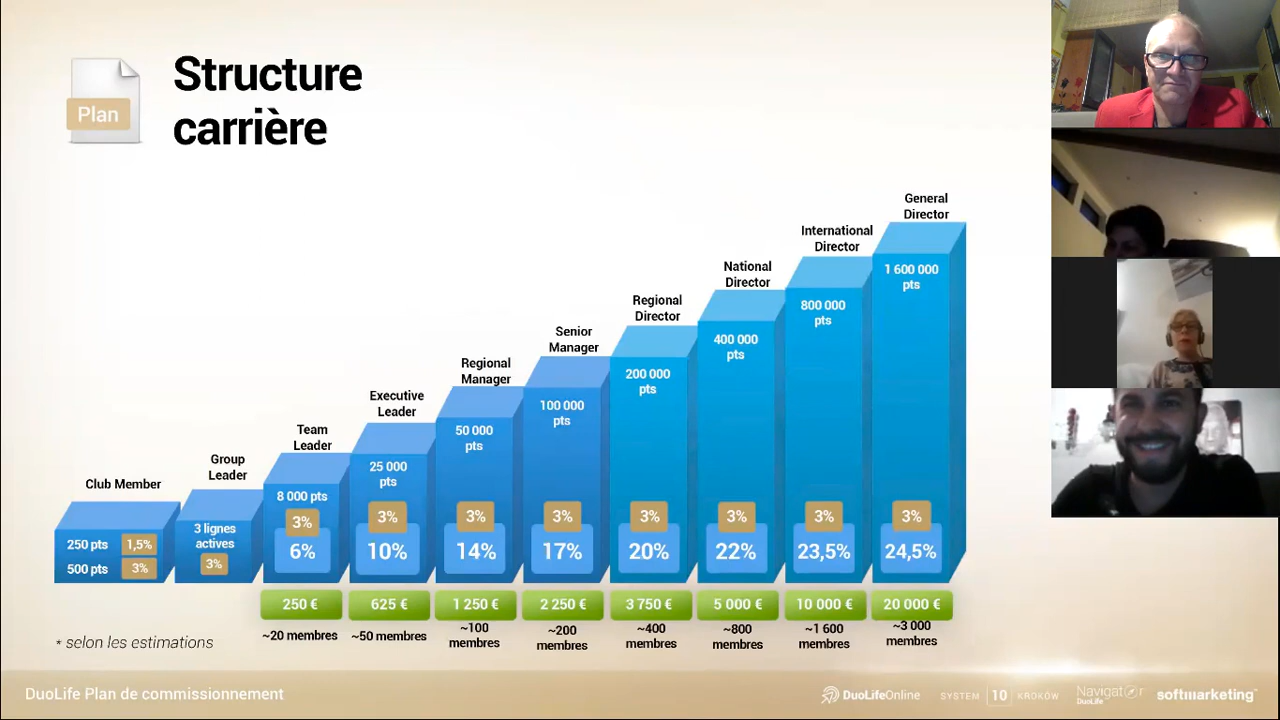 Plan
Structure
carrière
Club Member
250 pts 1,5%
500 pts 3%
Group
Leader
3 lignes
actives
3%
Team
Leader
8 000 pts
3%
6%
250 €
~20 membres
Executive
Leader
25 000
pts
3%
10%
625 €
~50 membres
Regional
Manager
50 000
pts
3%
14%
1 250 €
~100
membres
Senior
Manager
100 000
pts
3%
17%
2 250 €
~200
membres
Regional
Director
200 000
pts
3%
20%
3 750 €
~400
membres
National
Director
400 000
pts
3%
22%
5 000 €
~800
membres
International
Director
800 000
pts
3%
23,5%
10 000 €
~1 600
membres
General
Director
1 600 000
pts
3%
24,5%
20 000 €
~3 000
membres
* selon les estimations
DuoLife Plan de commissionnement
DuoLifeOnline
SYSTEM 10 KROKÓW
Navigator
DuoLife
softmarketing